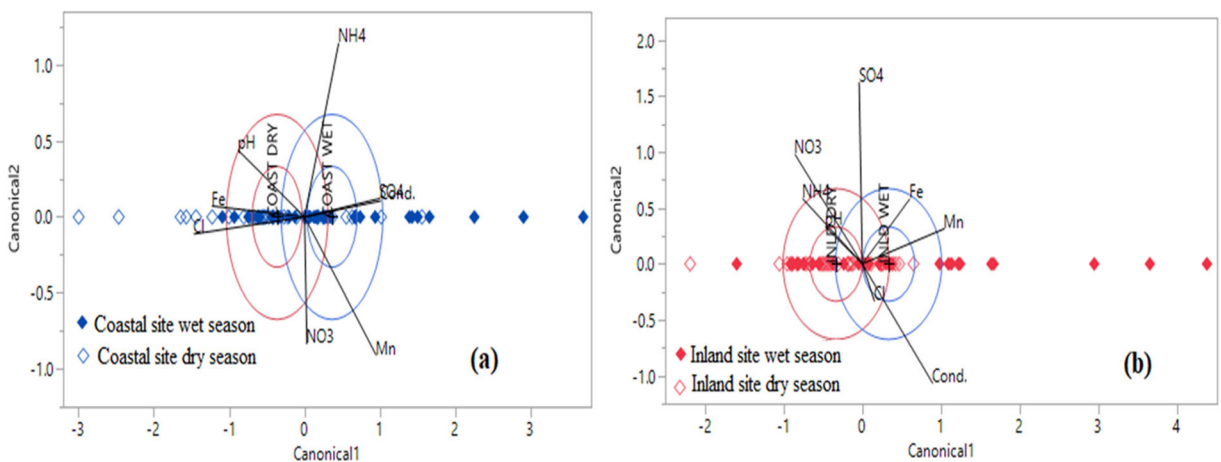 NH4
1.0
0.5
pH
COAST DRY
COAST WET
Fe
SO4
Cond.
0.0
Cl
Canonical2
-0.5
NO3
Mn
Coastal site wet season
Coastal site dry season
(a)
-1.0
-3 -2 -1 0 1 2 3
Canonical1
2.0
SO4
1.5
NO3
1.0
NH4
Fe
0.5
INLD DRY
INLD WET
Mn
Canonical2
0.0
Cl
-0.5
Inland site wet season
Inland site dry season
(b)
-1.0
Cond.
-2 -1 0 1 2 3 4
Canonical1